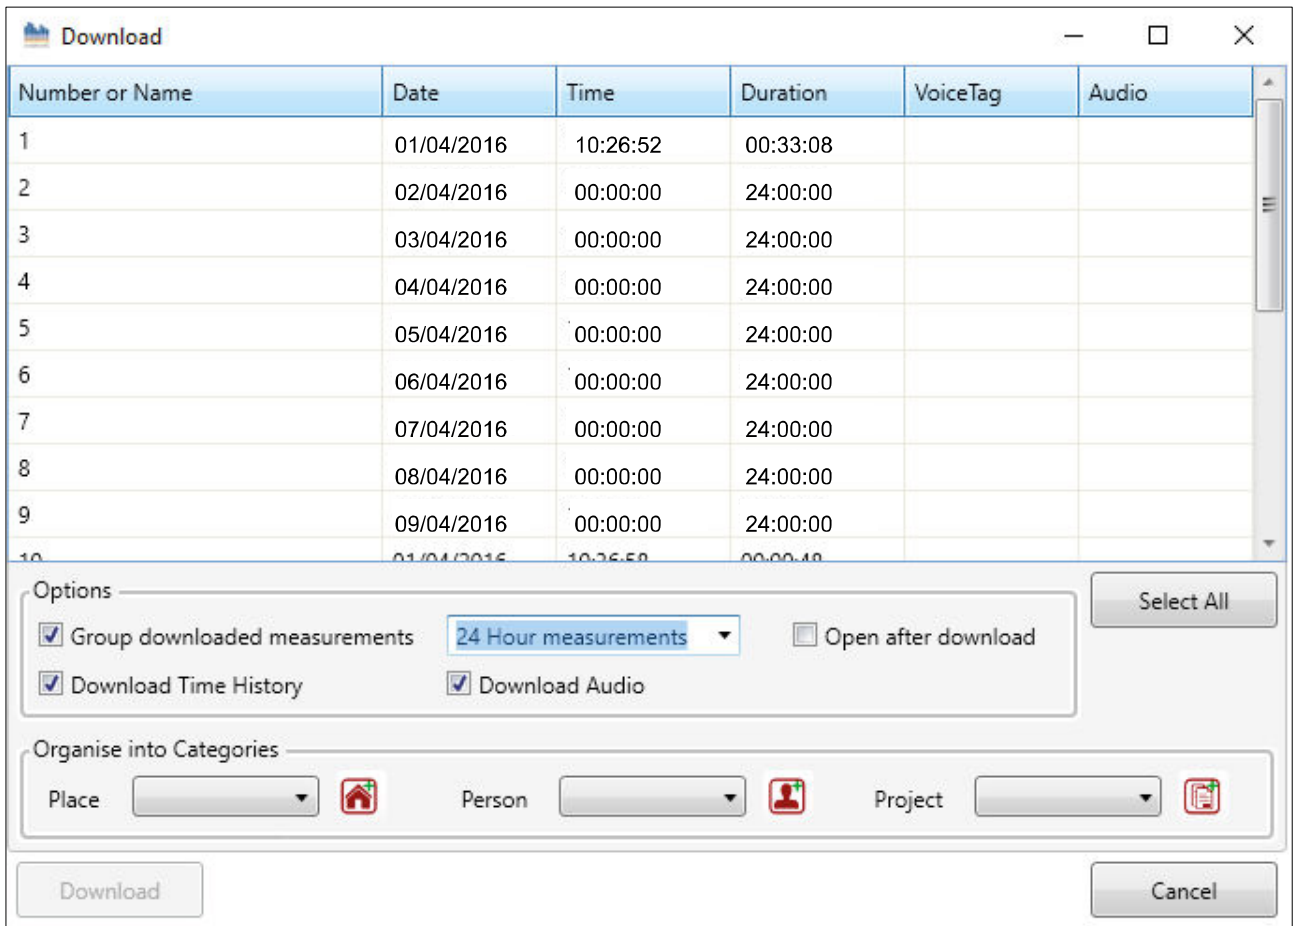 Download
Number or Name Date Time Duration VoiceTag Audio
1 01/04/2016 10:26:52 00:33:08
2 02/04/2016 00:00:00 24:00:00
3 03/04/2016 00:00:00 24:00:00
4 04/04/2016 00:00:00 24:00:00
5 05/04/2016 00:00:00 24:00:00
6 06/04/2016 00:00:00 24:00:00
7 07/04/2016 00:00:00 24:00:00
8 08/04/2016 00:00:00 24:00:00
9 09/04/2016 00:00:00 24:00:00
10 01/04/2016
Options
Select All
Group downloaded measurements 24 Hour measurements Open after download
Download Time History Download Audio
Organise into Categories
Place Person Project
Download Cancel